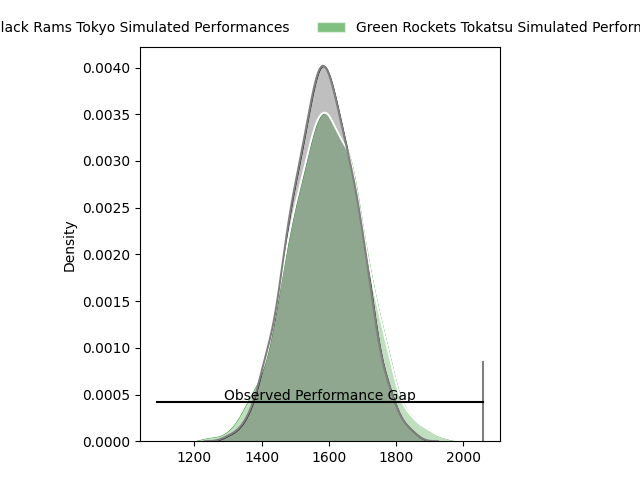 lack Rams Tokyo Simulated Performances
Green Rockets Tokatsu Simulated Perforn
0.0040
0.0035
0.0030
0.0025
0.0020
0.0015
0.0010
0.0005
0.0000
Density
Observed Performance Gap
1200 1400 1600 1800 2000